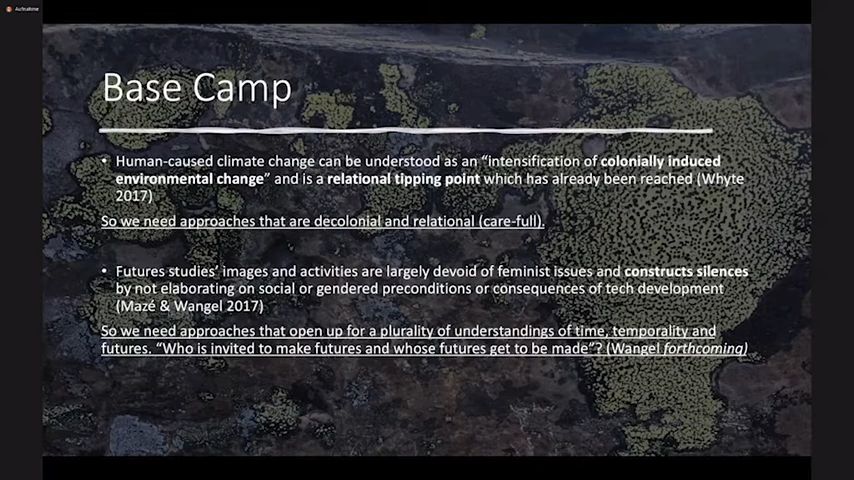 Aufnahme
Base Camp
• Human-caused climate change can be understood as an “intensification of colonially induced
environmental change” and is a relational tipping point which has already been reached (Whyte
2017)
So we need approaches that are decolonial and relational (care-full).
• Futures studies’ images and activities are largely devoid of feminist issues and constructs silences
by not elaborating on social or gendered preconditions or consequences of tech development
(Mazé & Wangel 2017)
So we need approaches that open up for a plurality of understandings of time, temporality and
futures. “Who is invited to make futures and whose futures get to be made”? (Wangel forthcoming)